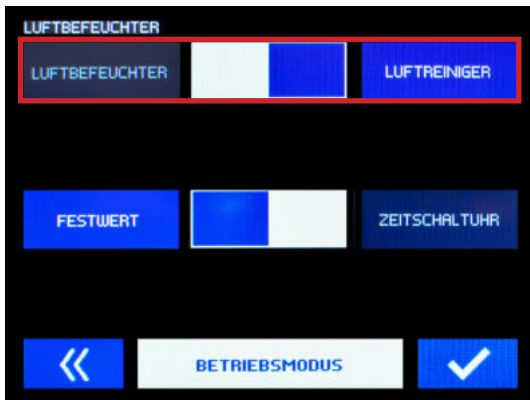 LUFTBEFEUCHTER
LUFTBEFEUCHTER LUFTREINIGER
FESTWERT ZEITSCHALTUHR
BETRIEBSMODUS